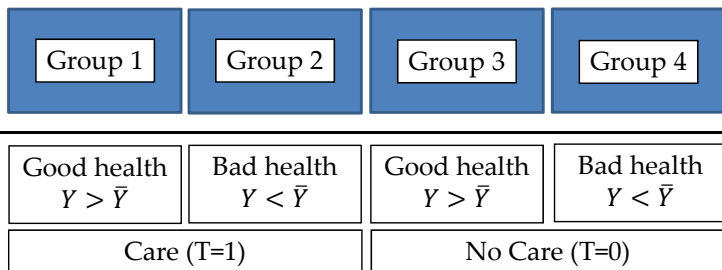 Group 1
Group 2
Group 3
Group 4
Good health
Y > Ȳ
Bad health
Y < Ȳ
Good health
Y > Ȳ
Bad health
Y < Ȳ
Care (T=1)
No Care (T=0)